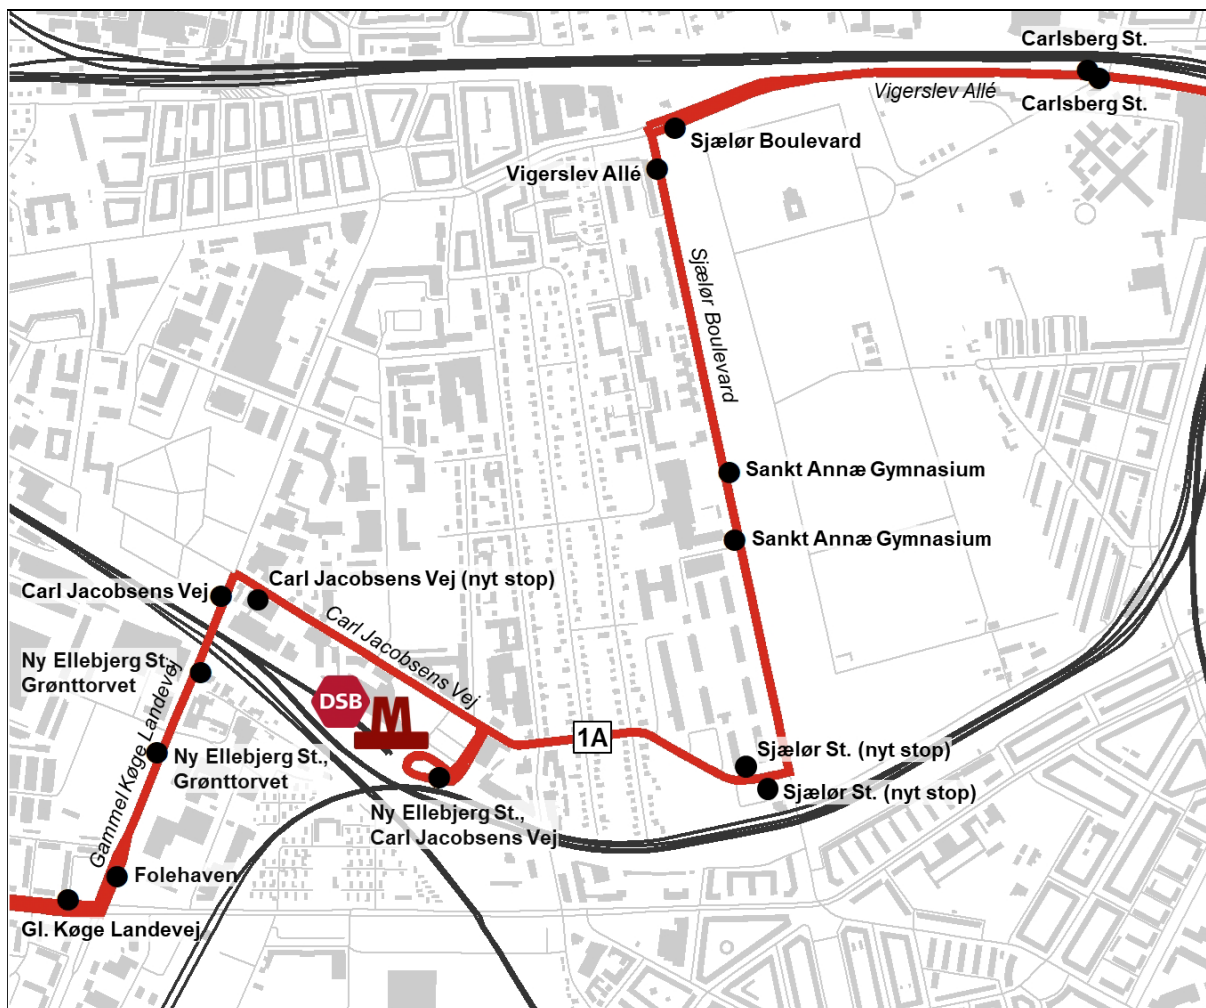 Carlsberg St.
Vigerslev Allé
Carlsberg St.
Sjælør Boulevard
Vigerslev Allé
Sjælør Boulevard
Sankt Annæ Gymnasium
Sankt Annæ Gymnasium
Carl Jacobsens Vej (nyt stop)
Carl Jacobsens Vej
Carl Jacobsens Vej
Ny Ellebjerg St.,
Grønttorvet
Gammel Køge Landevej
DSB
M
1A
Ny Ellebjerg St.,
Grønttorvet
Sjælør St. (nyt stop)
Sjælør St. (nyt stop)
Ny Ellebjerg St.,
Carl Jacobsens Vej
Folehaven
Gl. Køge Landevej